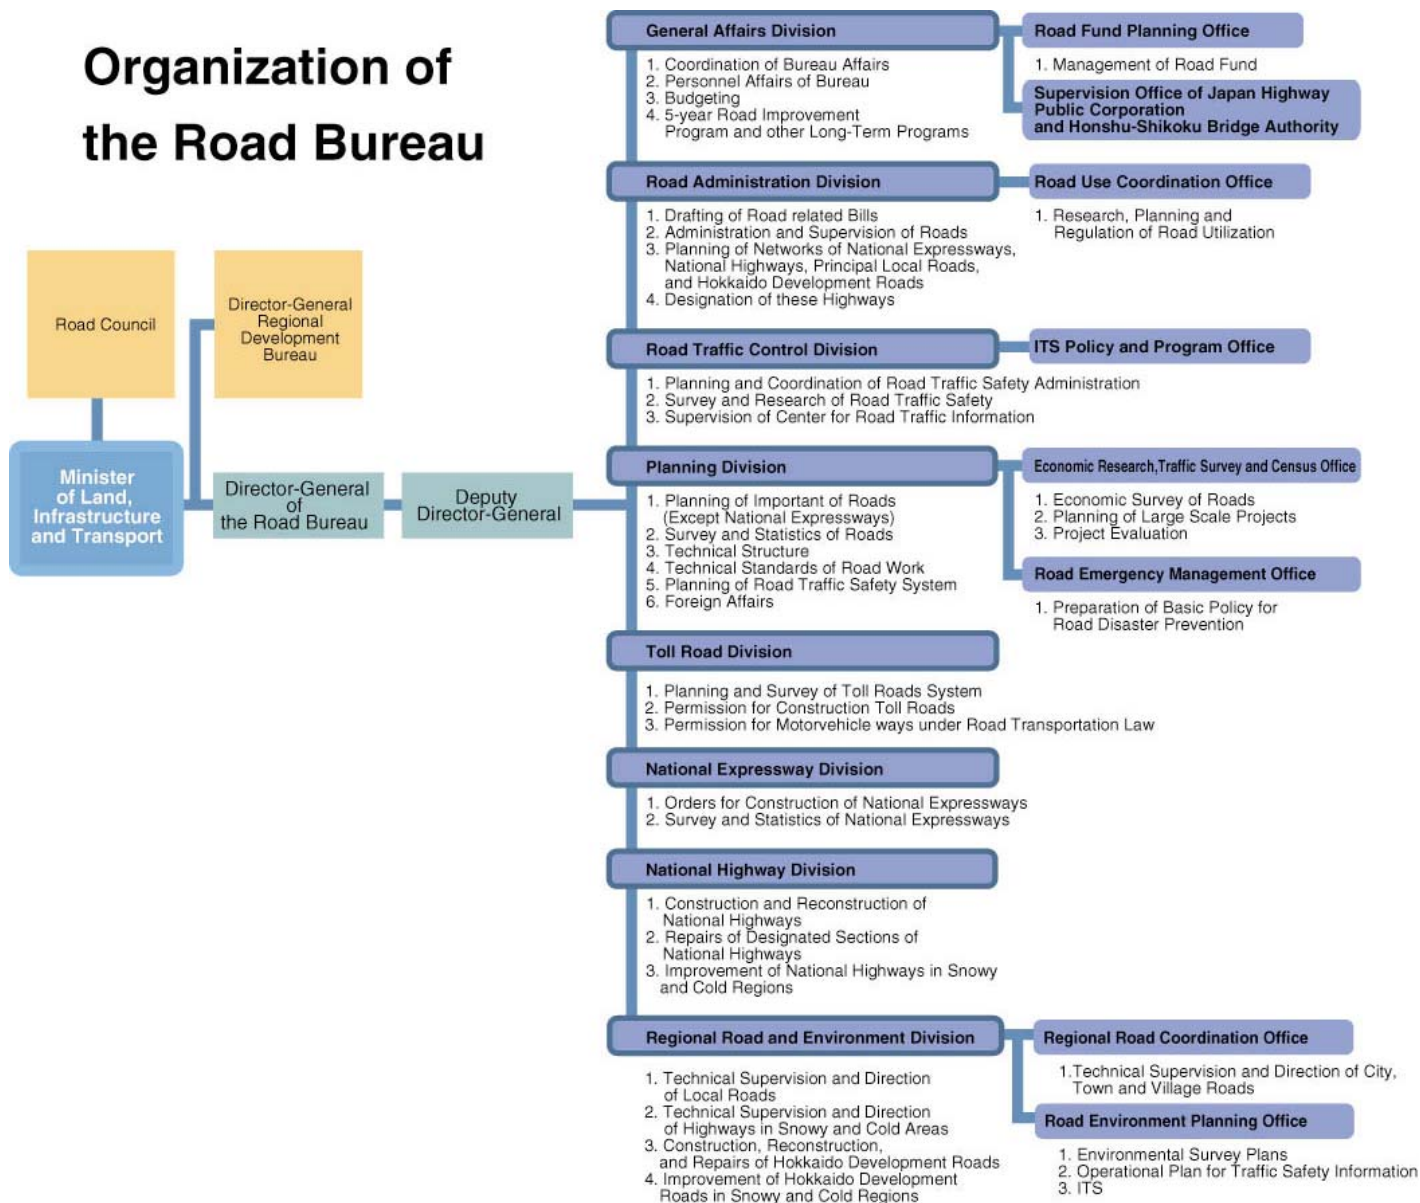 Organization of
the Road Bureau
Road Council
Director-General
Regional
Development
Bureau
Minister
of Land,
Infrastructure
and Transport
Director-General
of
the Road Bureau
Deputy
Director-General
General Affairs Division
1. Coordination of Bureau Affairs
2. Personnel Affairs of Bureau
3. Budgeting
4. 5-year Road Improvement
Program and other Long-Term Programs
Road Fund Planning Office
1. Management of Road Fund
Supervision Office of Japan Highway
Public Corporation
and Honshu-Shikoku Bridge Authority
Road Administration Division
1. Drafting of Road related Bills
2. Administration and Supervision of Roads
3. Planning of Networks of National Expressways,
National Highways, Principal Local Roads,
and Hokkaido Development Roads
4. Designation of these Highways
Road Use Coordination Office
1. Research, Planning and
Regulation of Road Utilization
Road Traffic Control Division
1. Planning and Coordination of Road Traffic Safety Administration
2. Survey and Research of Road Traffic Safety
3. Supervision of Center for Road Traffic Information
ITS Policy and Program Office
Planning Division
1. Planning of Important of Roads
(Except National Expressways)
2. Survey and Statistics of Roads
3. Technical Structure
4. Technical Standards of Road Work
5. Planning of Road Traffic Safety System
6. Foreign Affairs
Economic Research,Traffic Survey and Census Office
1. Economic Survey of Roads
2. Planning of Large Scale Projects
3. Project Evaluation
Road Emergency Management Office
1. Preparation of Basic Policy for
Road Disaster Prevention
Toll Road Division
1. Planning and Survey of Toll Roads System
2. Permission for Construction Toll Roads
3. Permission for Motorvehicle ways under Road Transportation Law
National Expressway Division
1. Orders for Construction of National Expressways
2. Survey and Statistics of National Expressways
National Highway Division
1. Construction and Reconstruction of
National Highways
2. Repairs of Designated Sections of
National Highways
3. Improvement of National Highways in Snowy
and Cold Regions
Regional Road and Environment Division
1. Technical Supervision and Direction
of Local Roads
2. Technical Supervision and Direction
of Highways in Snowy and Cold Areas
3. Construction, Reconstruction,
and Repairs of Hokkaido Development Roads
4. Improvement of Hokkaido Development
Roads in Snowy and Cold Regions
Regional Road Coordination Office
1.Technical Supervision and Direction of City,
Town and Village Roads
Road Environment Planning Office
1. Environmental Survey Plans
2. Operational Plan for Traffic Safety Information
3. ITS